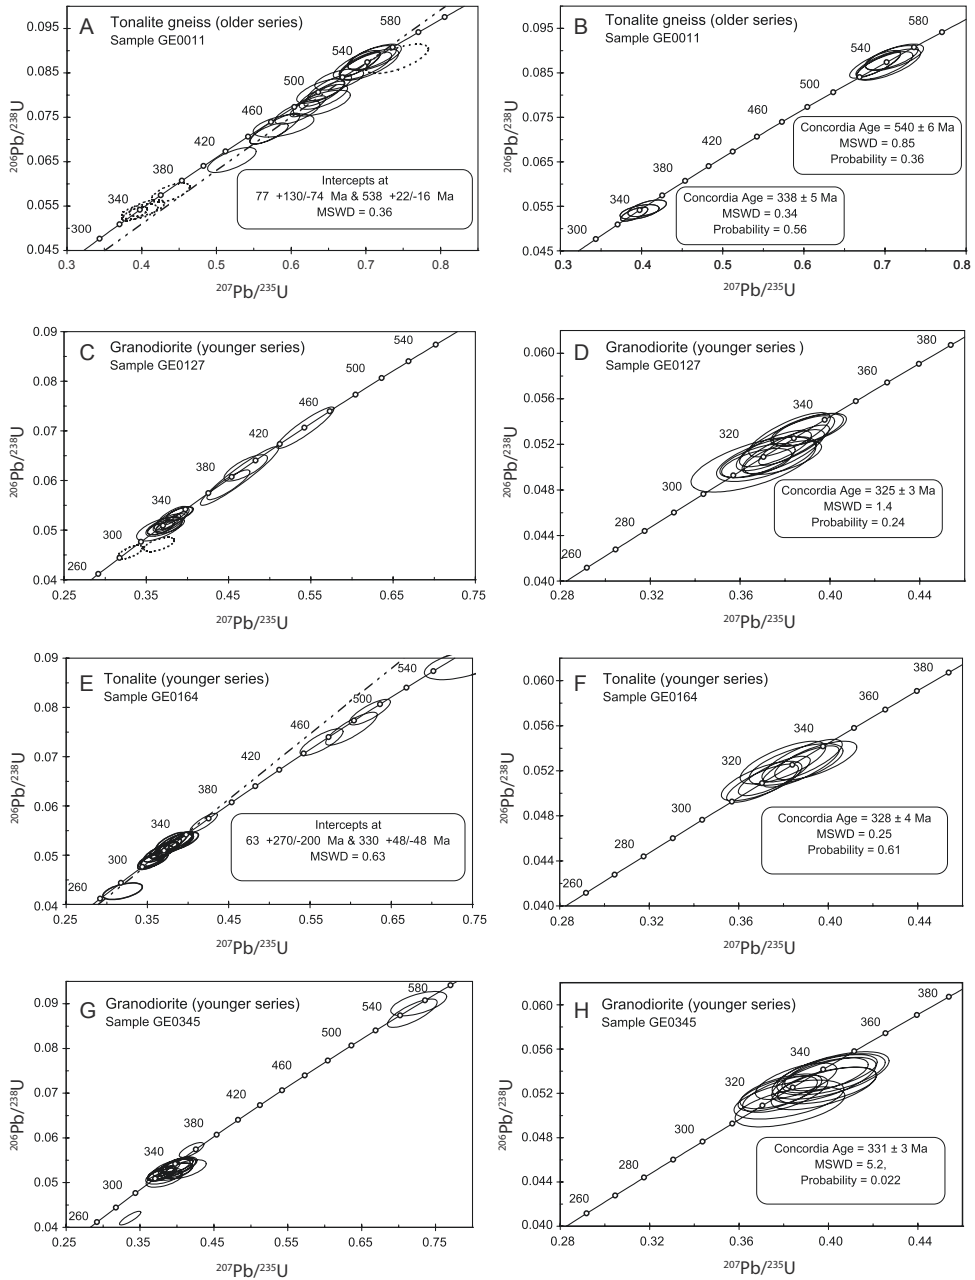 A
Tonalite gneiss (older series)
Sample GE0011
580
540
500
460
420
380
340
300
Intercepts at
77 +130/-74 Ma & 538 +22/-16 Ma
MSWD = 0.36
0.095
0.085
0.075
0.065
0.055
0.045
0.3 0.4 0.5 0.6 0.7 0.8
206Pb/238U
207Pb/235U
B
Tonalite gneiss (older series)
Sample GE0011
580
540
500
460
420
380
340
300
Concordia Age = 540 ± 6 Ma
MSWD = 0.85
Probability = 0.36
Concordia Age = 338 ± 5 Ma
MSWD = 0.34
Probability = 0.56
0.095
0.085
0.075
0.065
0.055
0.045
0.3 0.4 0.5 0.6 0.7 0.8
206Pb/238U
207Pb/235U
C
Granodiorite (younger series)
Sample GE0127
540
500
460
420
380
340
300
260
0.09
0.08
0.07
0.06
0.05
0.04
0.25 0.35 0.45 0.55 0.65 0.75
206Pb/238U
207Pb/235U
D
Granodiorite (younger series )
Sample GE0127
380
360
340
320
300
280
260
Concordia Age = 325 ± 3 Ma
MSWD = 1.4
Probability = 0.24
0.060
0.056
0.052
0.048
0.044
0.040
0.28 0.32 0.36 0.40 0.44
206Pb/238U
207Pb/235U
E
Tonalite (younger series)
Sample GE0164
540
500
460
420
380
340
300
260
Intercepts at
63 +270/-200 Ma & 330 +48/-48 Ma
MSWD = 0.63
0.09
0.08
0.07
0.06
0.05
0.04
0.25 0.35 0.45 0.55 0.65 0.75
206Pb/238U
207Pb/235U
F
Tonalite (younger series)
Sample GE0164
380
360
340
320
300
280
260
Concordia Age = 328 ± 4 Ma
MSWD = 0.25
Probability = 0.61
0.060
0.056
0.052
0.048
0.044
0.040
0.28 0.32 0.36 0.40 0.44
206Pb/238U
207Pb/235U
G
Granodiorite (younger series)
Sample GE0345
580
540
500
460
420
380
340
300
260
0.09
0.08
0.07
0.06
0.05
0.04
0.25 0.35 0.45 0.55 0.65 0.75
206Pb/238U
207Pb/235U
H
Granodiorite (younger series)
Sample GE0345
380
360
340
320
300
280
260
Concordia Age = 331 ± 3 Ma
MSWD = 5.2,
Probability = 0.022
0.060
0.056
0.052
0.048
0.044
0.040
0.28 0.32 0.36 0.40 0.44
206Pb/238U
207Pb/235U